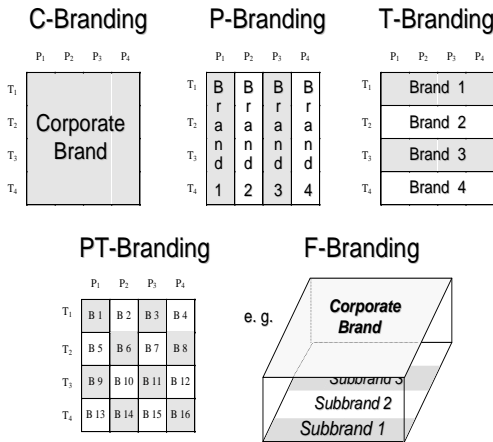 C-Branding
P1 P2 P3 P4
T1
T2
T3
T4
Corporate
Brand
P-Branding
P1 P2 P3 P4
T1
T2
T3
T4
Brand 1
Brand 2
Brand 3
Brand 4
T-Branding
P1 P2 P3 P4
T1 Brand 1
T2 Brand 2
T3 Brand 3
T4 Brand 4
PT-Branding
P1 P2 P3 P4
T1 B 1 B 2 B 3 B 4
T2 B 5 B 6 B 7 B 8
T3 B 9 B 10 B 11 B 12
T4 B 13 B 14 B 15 B 16
F-Branding
e. g.
Corporate
Brand
Subbrand 3
Subbrand 2
Subbrand 1